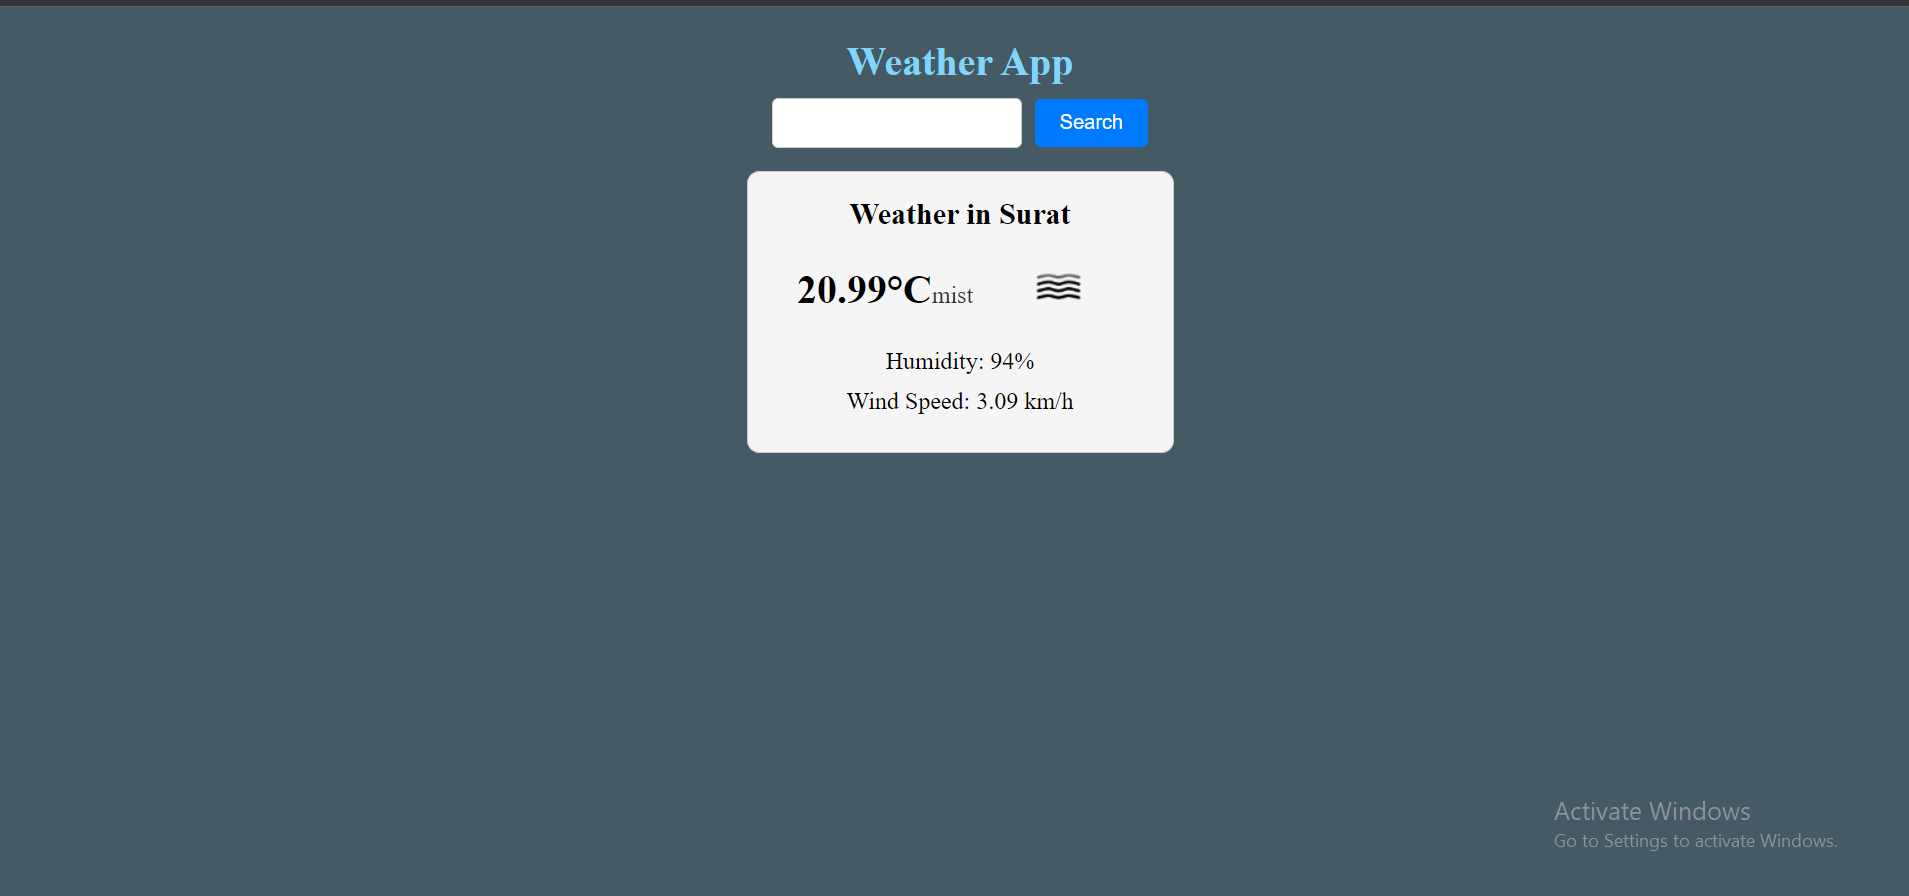 Weather App
Search
Weather in Surat
20.99°Cmist
Humidity: 94%
Wind Speed: 3.09 km/h
Activate Windows
Go to Settings to activate Windows.